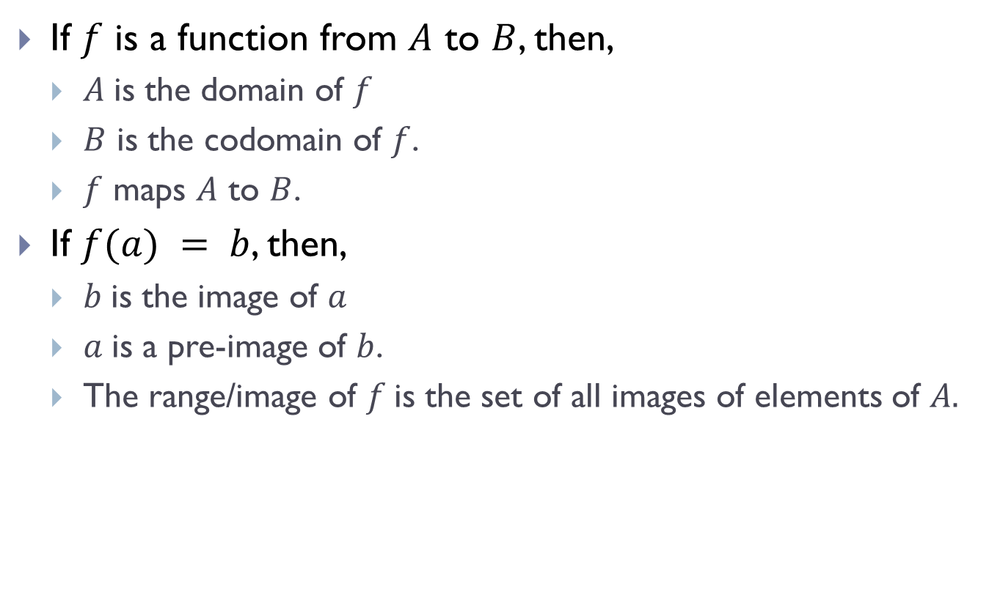 If f is a function from A to B, then,
A is the domain of f
B is the codomain of f.
f maps A to B.
If f(a) = b, then,
b is the image of a
a is a pre-image of b.
The range/image of f is the set of all images of elements of A.